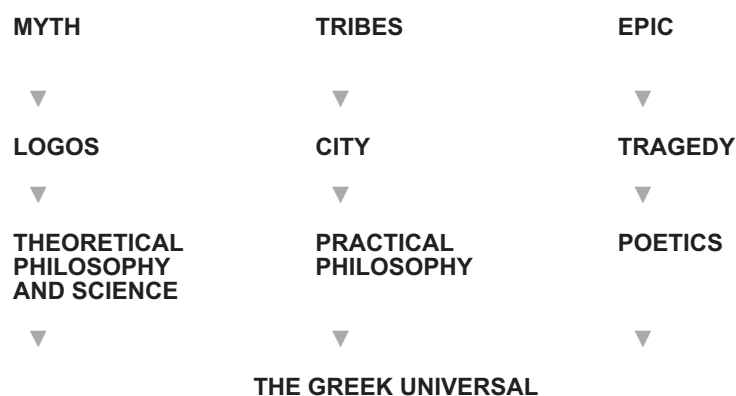 MYTH TRIBES EPIC
LOGOS CITY TRAGEDY
THEORETICAL PRACTICAL POETICS
PHILOSOPHY PHILOSOPHY
AND SCIENCE
THE GREEK UNIVERSAL